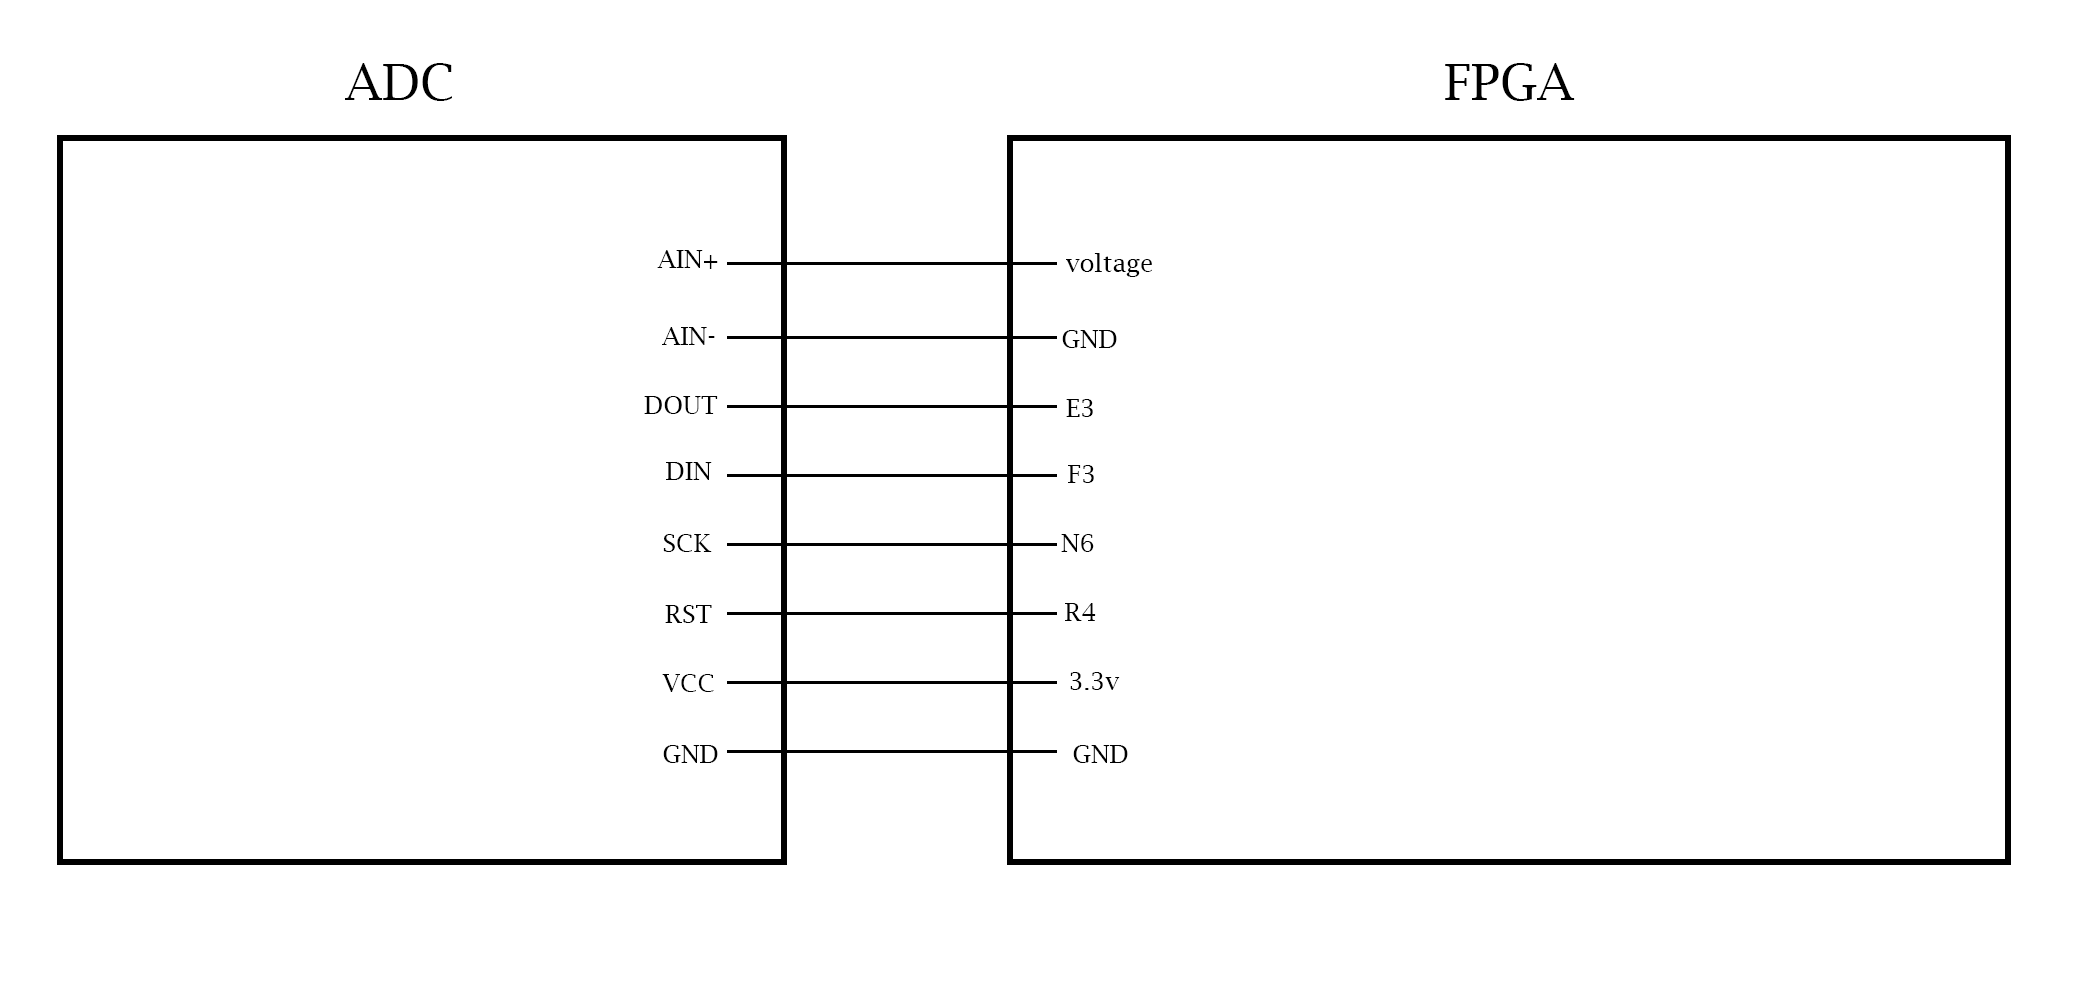 ADC
FPGA
AIN+ voltage
AIN- GND
DOUT E3
DIN F3
SCK N6
RST R4
VCC 3.3v
GND GND